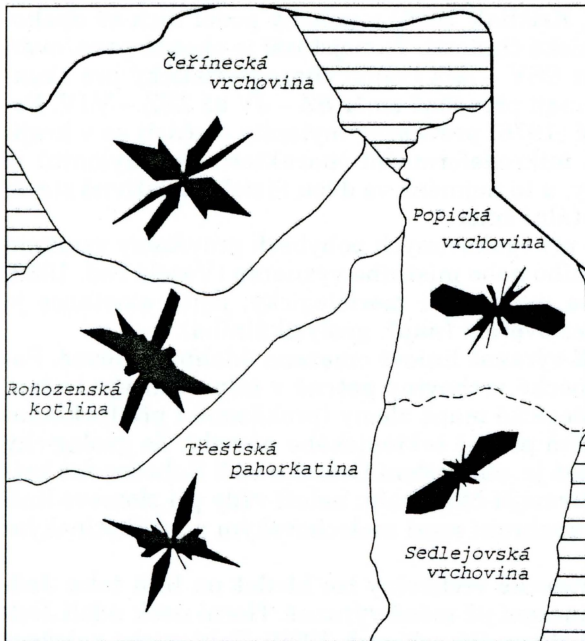 Čeřínecká
vrchovina
Popická
vrchovina
Rohozenská
kotlina
Třešťská
pahorkatina
Sedlejovská
vrchovina